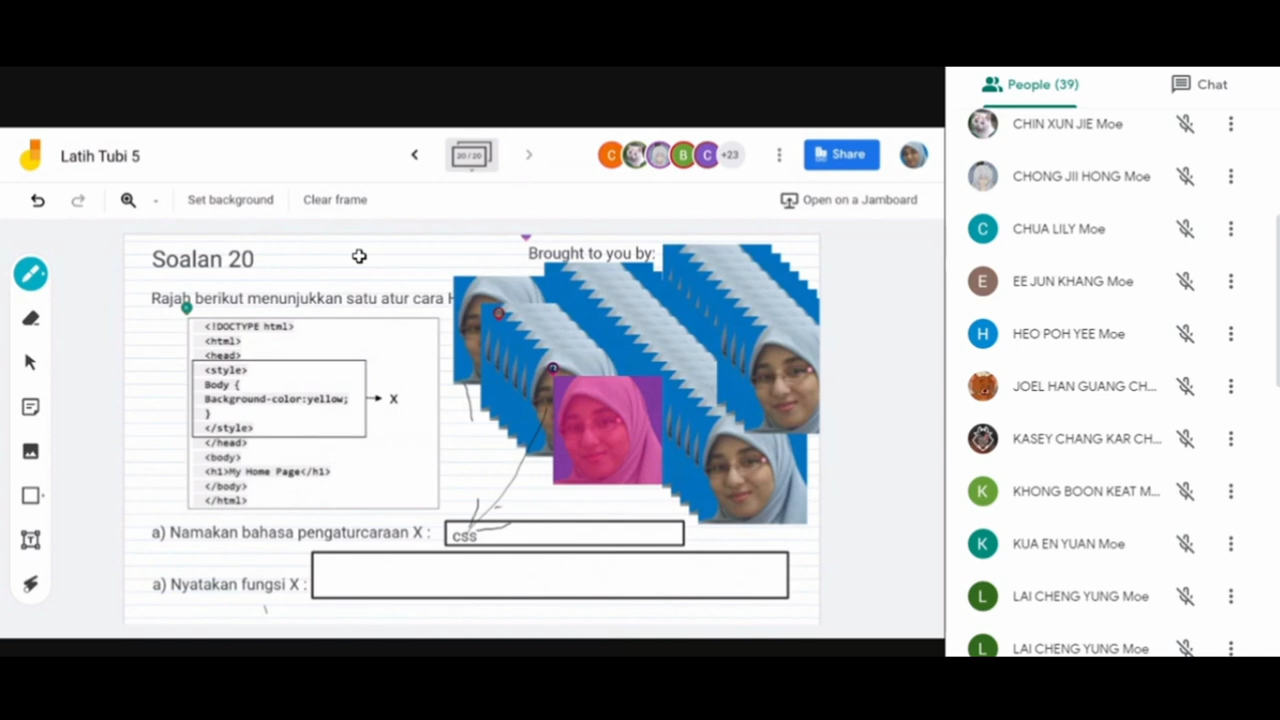 People (39)
Chat
Latih Tubi 5
20 / 20
C
B
C
+23
Share
Set background
Clear frame
Open on a Jamboard
Soalan 20
Brought to you by:
Rajah berikut menunjukkan satu atur cara
<!DOCTYPE html>
<html>
<head>
<style>
Body {
Background-color:yellow;
}
</style>
</head>
<body>
<h1>My Home Page</h1>
</body>
</html>
X
a) Namakan bahasa pengaturcaraan X :
css
a) Nyatakan fungsi X :
CHIN XUN JIE Moe
CHONG JII HONG Moe
C
CHUA LILY Moe
E
EE JUN KHANG Moe
H
HEO POH YEE Moe
JOEL HAN GUANG CH...
KASEY CHANG KAR CH...
K
KHONG BOON KEAT M...
K
KUA EN YUAN Moe
L
LAI CHENG YUNG Moe
L
LAI CHENG YUNG Moe